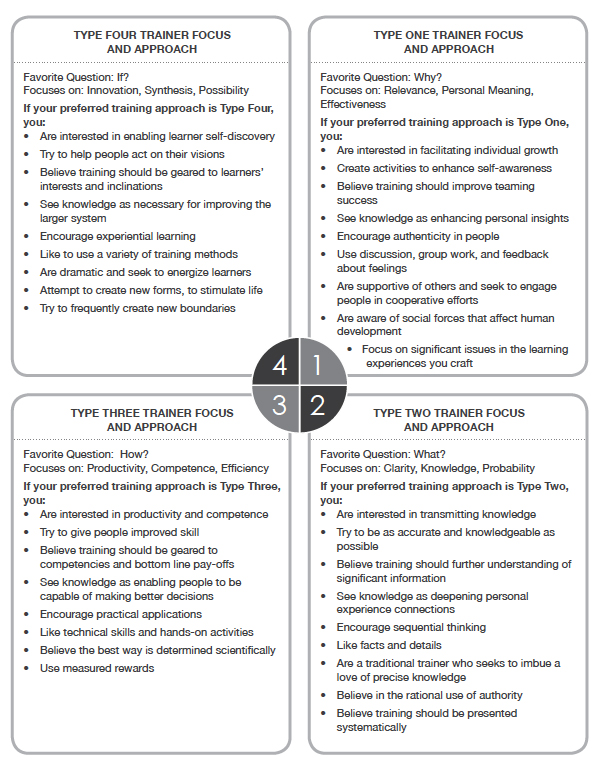 TYPE FOUR TRAINER FOCUS
AND APPROACH
Favorite Question: If?
Focuses on: Innovation, Synthesis, Possibility
If your preferred training approach is Type Four,
you:
• Are interested in enabling learner self-discovery
• Try to help people act on their visions
• Believe training should be geared to learners'
interests and inclinations
• See knowledge as necessary for improving the
larger system
• Encourage experiential learning
• Like to use a variety of training methods
• Are dramatic and seek to energize learners
• Attempt to create new forms, to stimulate life
• Try to frequently create new boundaries
TYPE ONE TRAINER FOCUS
AND APPROACH
Favorite Question: Why?
Focuses on: Relevance, Personal Meaning,
Effectiveness
If your preferred training approach is Type One,
you:
• Are interested in facilitating individual growth
• Create activities to enhance self-awareness
• Believe training should improve teaming
success
• See knowledge as enhancing personal insights
• Encourage authenticity in people
• Use discussion, group work, and feedback
about feelings
• Are supportive of others and seek to engage
people in cooperative efforts
• Are aware of social forces that affect human
development
• Focus on significant issues in the learning
experiences you craft
4 1
3 2
TYPE THREE TRAINER FOCUS
AND APPROACH
Favorite Question: How?
Focuses on: Productivity, Competence, Efficiency
If your preferred training approach is Type Three,
you:
• Are interested in productivity and competence
• Try to give people improved skill
• Believe training should be geared to
competencies and bottom line pay-offs
• See knowledge as enabling people to be
capable of making better decisions
• Encourage practical applications
• Like technical skills and hands-on activities
• Believe the best way is determined scientifically
• Use measured rewards
TYPE TWO TRAINER FOCUS
AND APPROACH
Favorite Question: What?
Focuses on: Clarity, Knowledge, Probability
If your preferred training approach is Type Two,
you:
• Are interested in transmitting knowledge
• Try to be as accurate and knowledgeable as
possible
• Believe training should further understanding of
significant information
• See knowledge as deepening personal
experience connections
• Encourage sequential thinking
• Like facts and details
• Are a traditional trainer who seeks to imbue a
love of precise knowledge
• Believe in the rational use of authority
• Believe training should be presented
systematically